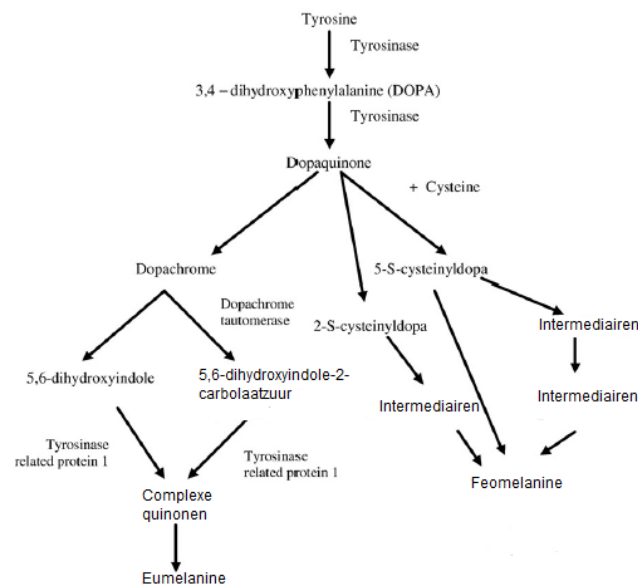 Tyrosine
Tyrosinase
3,4 – dihydroxyphenylalanine (DOPA)
Tyrosinase
Dopaquinone
+ Cysteine
Dopachrome
5-S-cysteinyldopa
Dopachrome
tautomerase
2-S-cysteinyldopa
Intermediairen
5,6-dihydroxyindole
5,6-dihydroxyindole-2-
carbolaatzuur
Intermediairen
Intermediairen
Tyrosinase
related protein 1
Tyrosinase
related protein 1
Feomelanine
Complexe
quinonen
Eumelanine